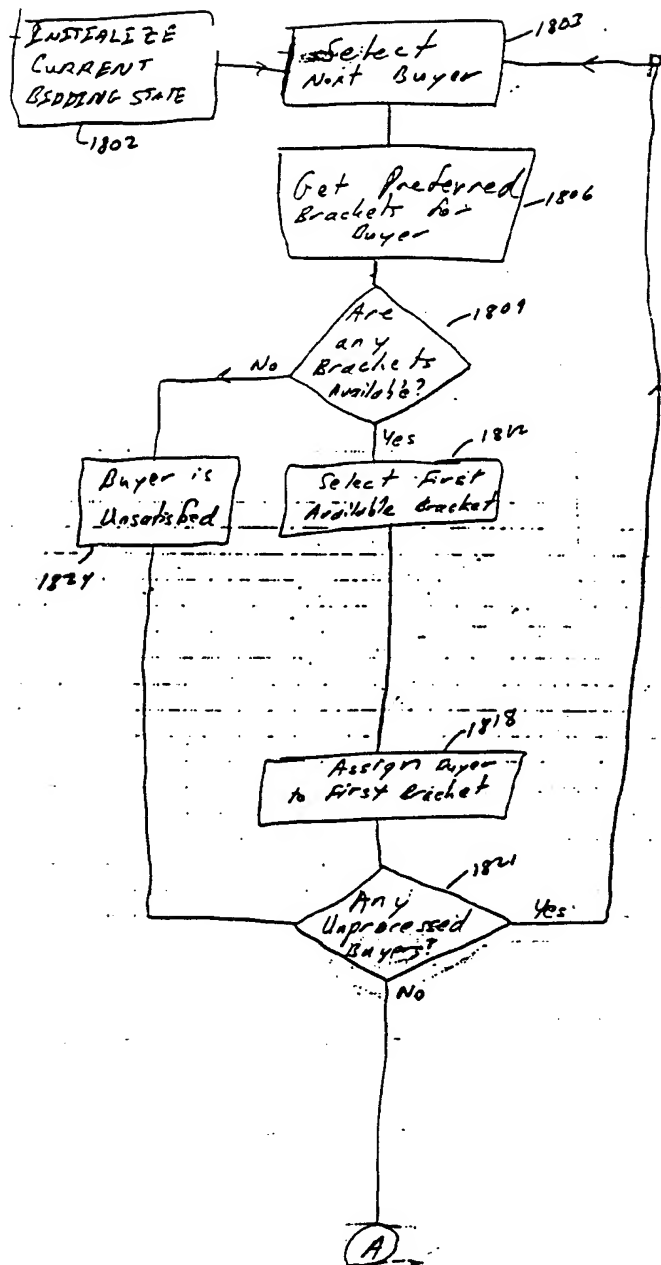 INITIALIZE
CURRENT
BIDDING STATE
1802
Select
Next Buyer
1803
Get Preferred
Brackets for
Buyer
1806
Are
any
Brackets
Available?
1809
No
Yes
Buyer is
Unsatisfied
1824
Select First
Available Bracket
1812
Assign Buyer
to First Bracket
1818
Any
Unprocessed
Buyers?
1821
Yes
No
A